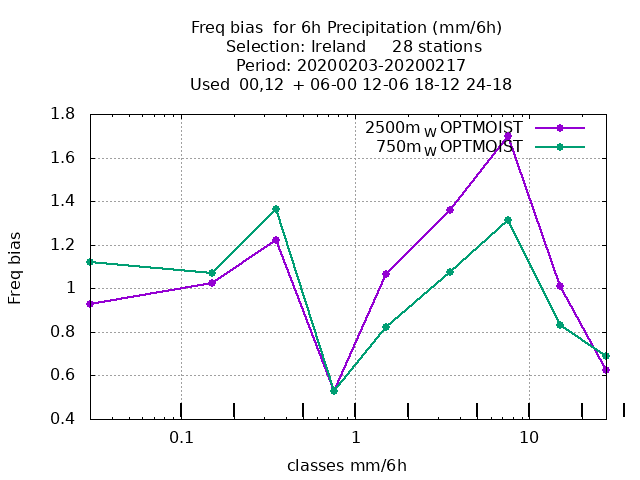 Freq bias  for 6h Precipitation (mm/6h)
Selection: Ireland     28 stations
Period: 20200203-20200217
Used  00,12  + 06-00 12-06 18-12 24-18
2500m W OPTMOIST
750m W OPTMOIST
1.8
1.6
1.4
1.2
1
0.8
0.6
0.4
Freq bias
0.1 1 10
classes mm/6h